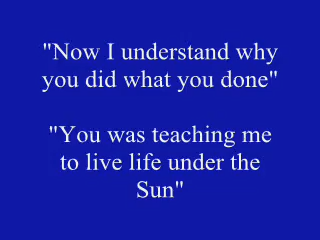 "Now I understand why
you did what you done"
"You was teaching me
to live life under the
Sun"